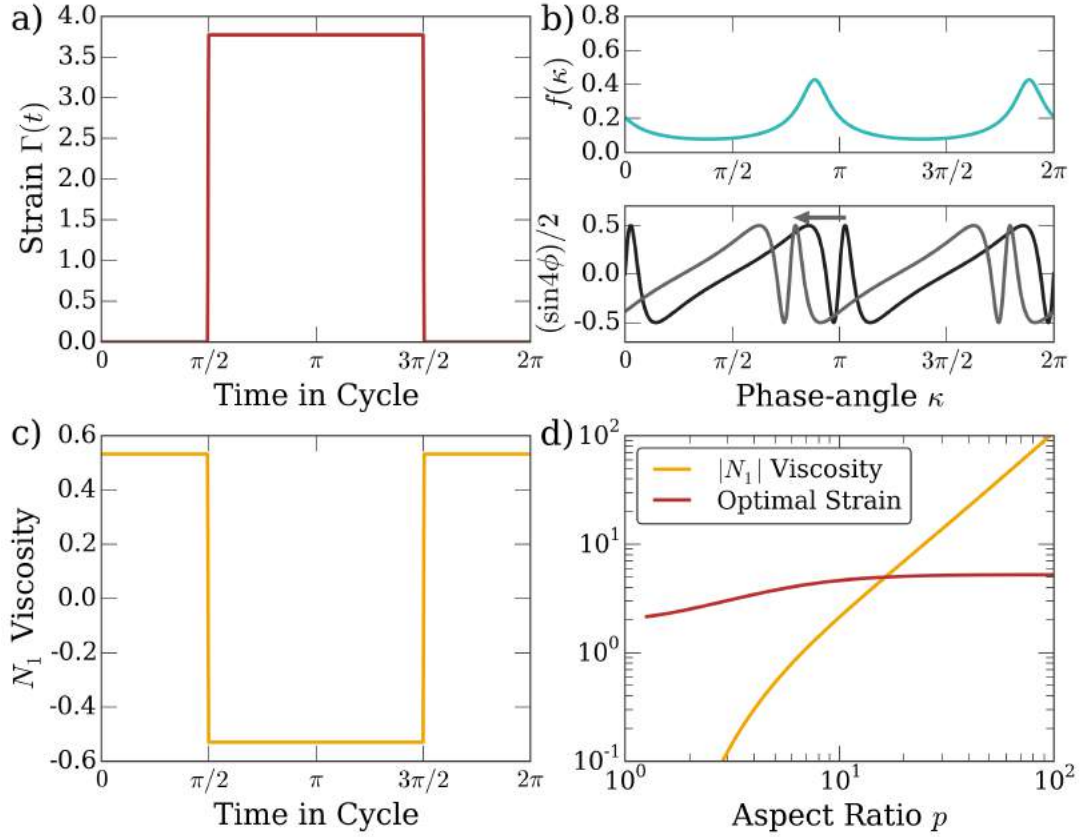 a)
4.0
3.5
3.0
2.5
2.0
1.5
1.0
0.5
0.0
Strain Γ(t)
0 π/2 π 3π/2 2π
Time in Cycle
b)
0.8
0.6
0.4
0.2
0.0
f(κ)
0 π/2 π 3π/2 2π
0.5
0.0
-0.5
(sin4ϕ)/2
0 π/2 π 3π/2 2π
Phase-angle κ
c)
0.6
0.4
0.2
0.0
-0.2
-0.4
-0.6
N₁ Viscosity
0 π/2 π 3π/2 2π
Time in Cycle
d)
|N₁| Viscosity
Optimal Strain
10²
10¹
10⁰
10⁻¹
10⁰ 10¹ 10²
Aspect Ratio p